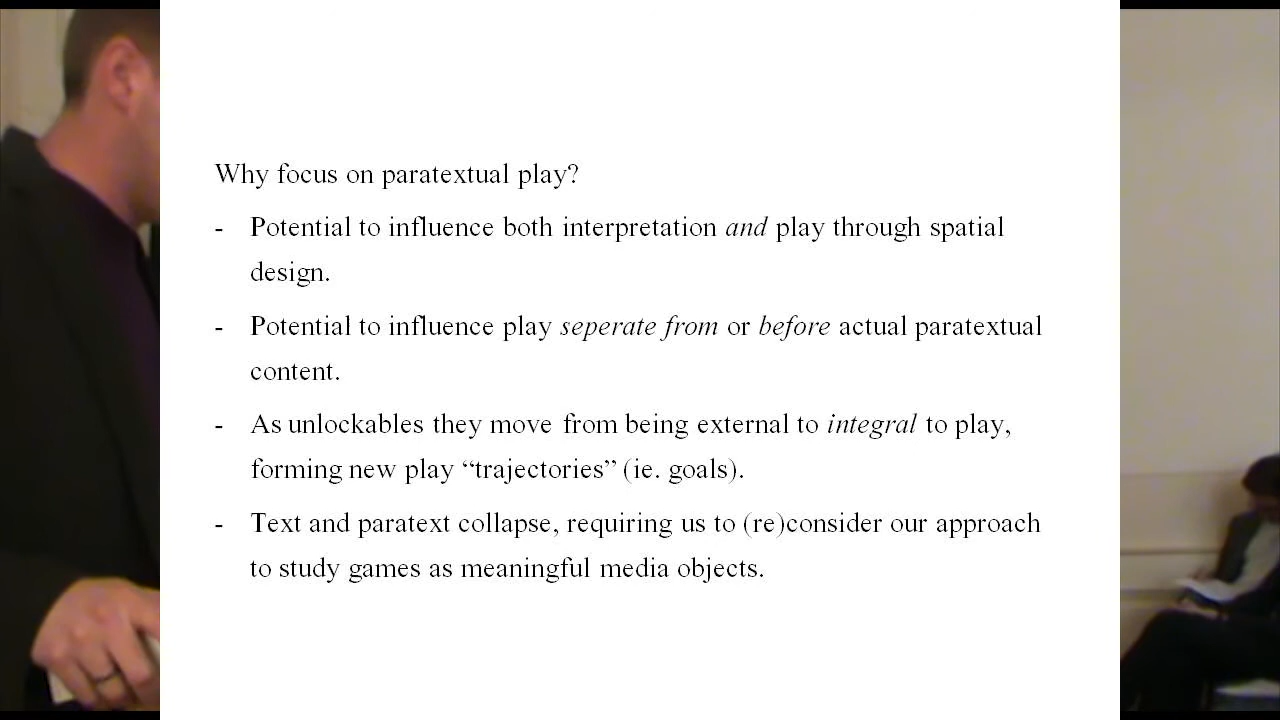 Why focus on paratextual play?
- Potential to influence both interpretation and play through spatial
design.
- Potential to influence play seperate from or before actual paratextual
content.
- As unlockables they move from being external to integral to play,
forming new play “trajectories” (ie. goals).
- Text and paratext collapse, requiring us to (re)consider our approach
to study games as meaningful media objects.